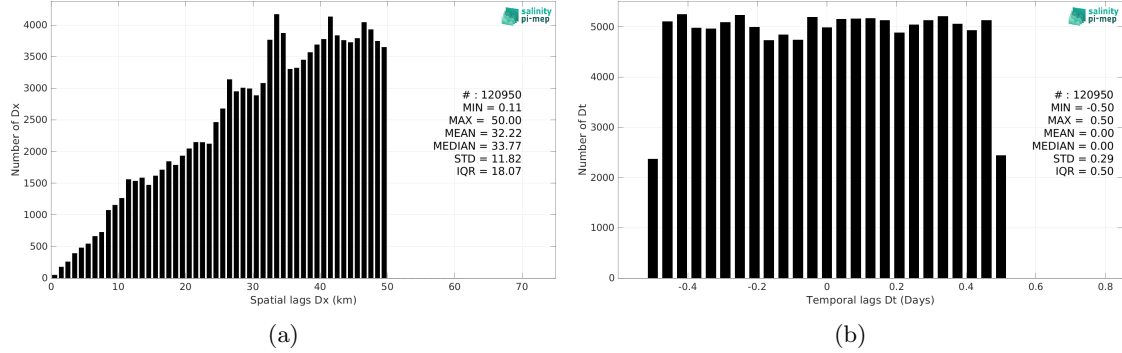 salinity
pi-mep
4000
3500
3000
2500
2000
1500
1000
500
0
Number of Dx
# : 120950
MIN = 0.11
MAX = 50.00
MEAN = 32.22
MEDIAN = 33.77
STD = 11.82
IQR = 18.07
0 10 20 30 40 50 60 70
Spatial lags Dx (km)
(a)
salinity
pi-mep
5000
4000
3000
2000
1000
0
Number of Dt
# : 120950
MIN = -0.50
MAX = 0.50
MEAN = 0.00
MEDIAN = 0.00
STD = 0.29
IQR = 0.50
-0.4 -0.2 0 0.2 0.4 0.6 0.8
Temporal lags Dt (Days)
(b)